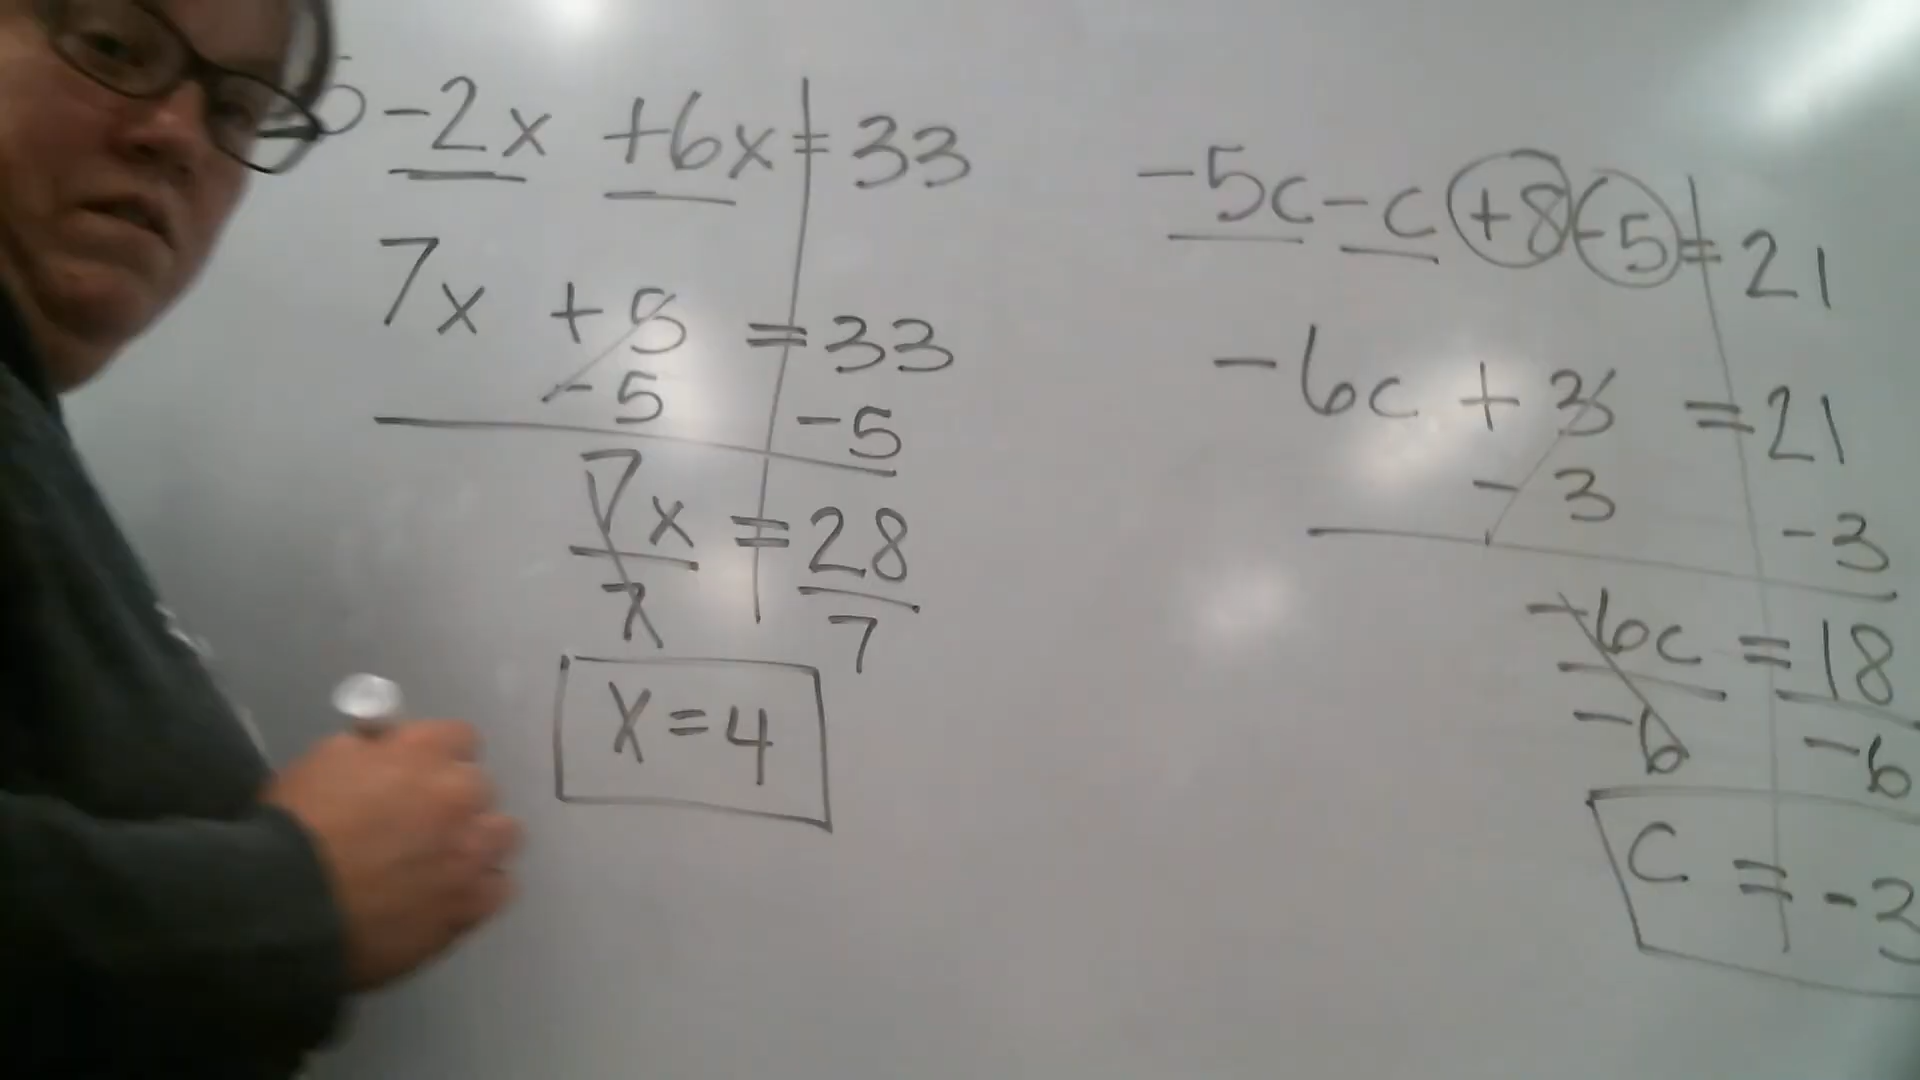 5 -2x +6x = 33
7x + 5 = 33
-5 -5
7x = 28
7 7
x = 4
-5c - c +8 -5 = 21
-6c + 3 = 21
-3 -3
-6c = 18
-6 -6
c = -3